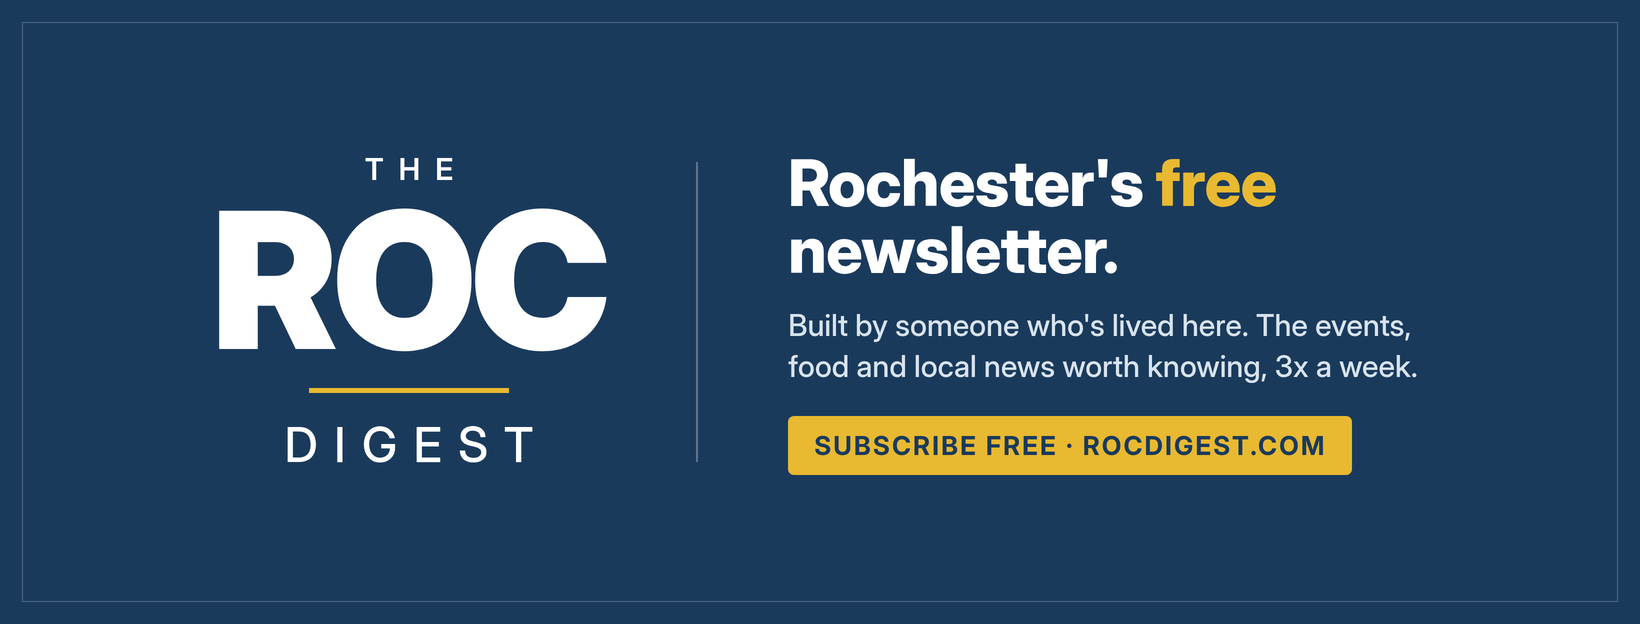 THE
ROC
DIGEST
Rochester's free
newsletter.
Built by someone who's lived here. The events,
food and local news worth knowing, 3x a week.
SUBSCRIBE FREE · ROCDIGEST.COM